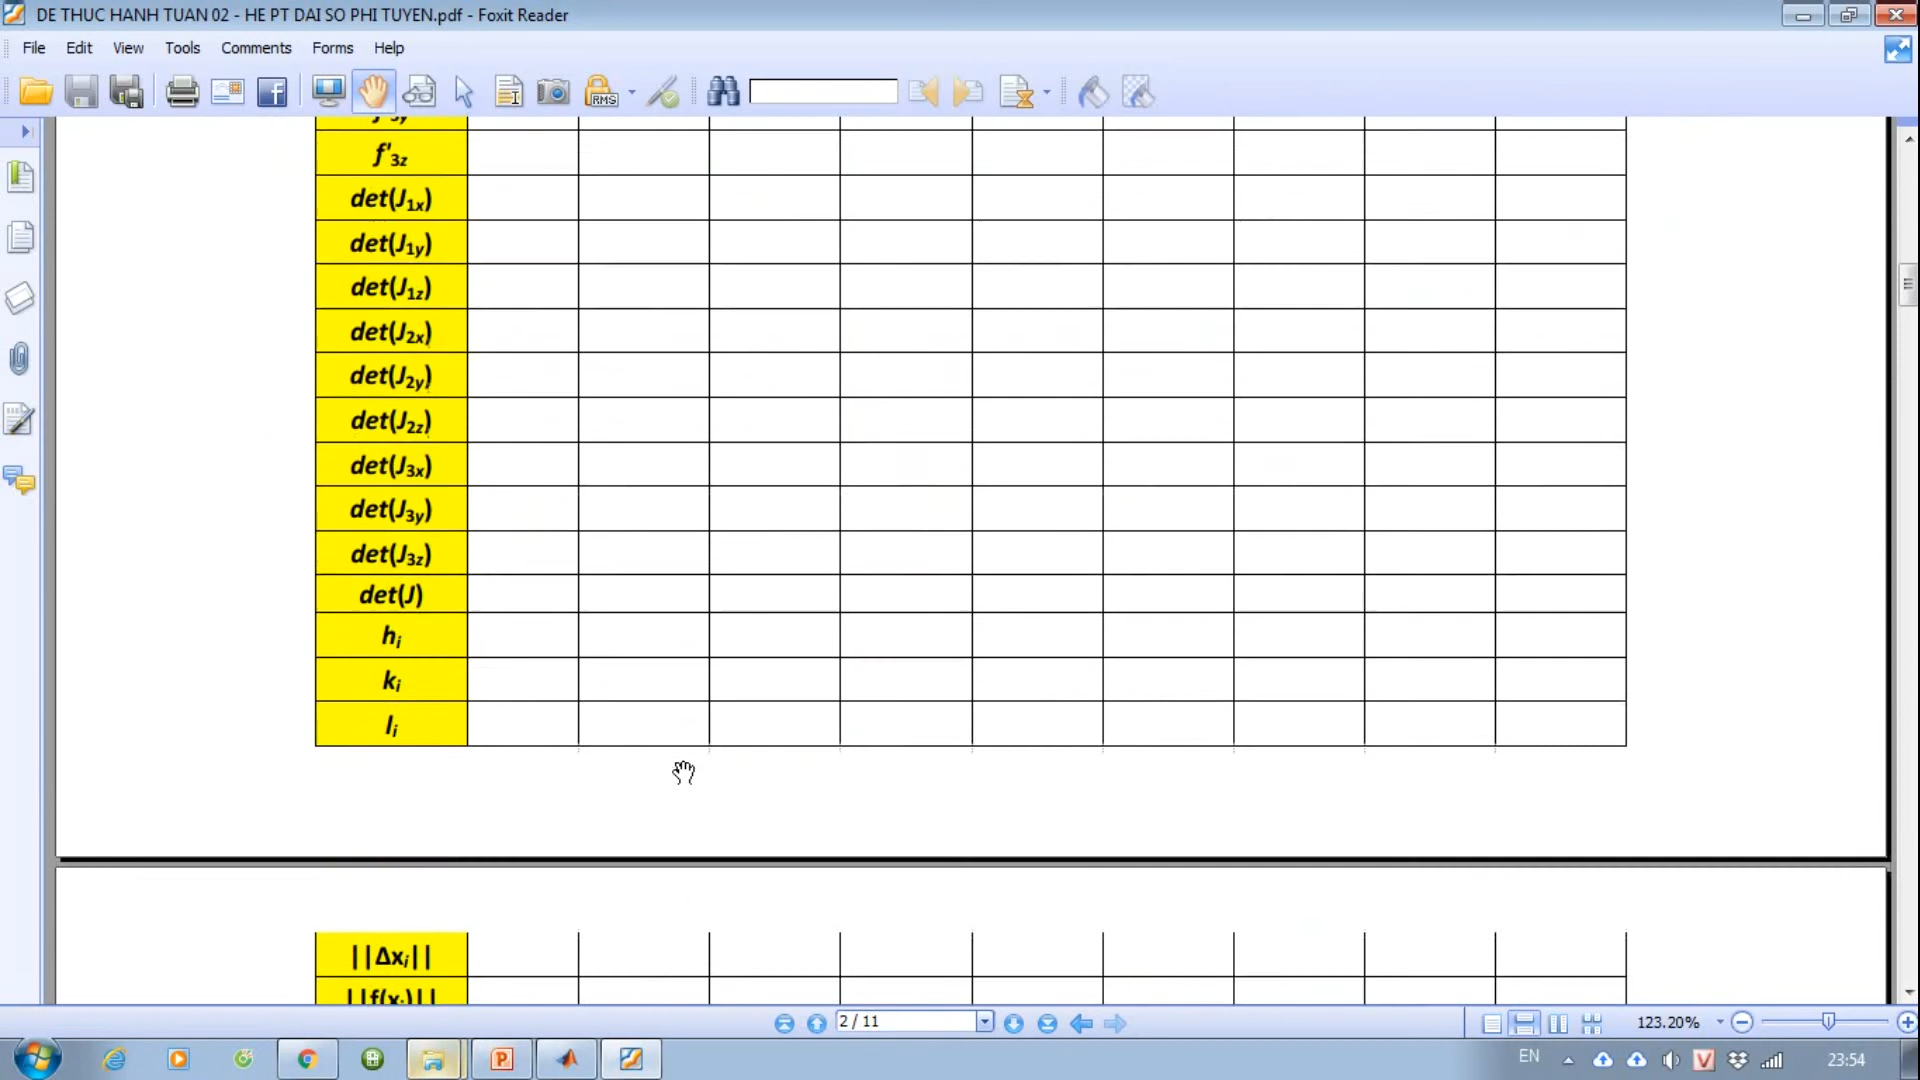 DE THUC HANH TUAN 02 - HE PT DAI SO PHI TUYEN.pdf - Foxit Reader
File Edit View Tools Comments Forms Help
RMS
f'3z
det(J1x)
det(J1y)
det(J1z)
det(J2x)
det(J2y)
det(J2z)
det(J3x)
det(J3y)
det(J3z)
det(J)
hi
ki
li
||Δxi||
||f(xi)||
2 / 11
123.20%
EN
23:54